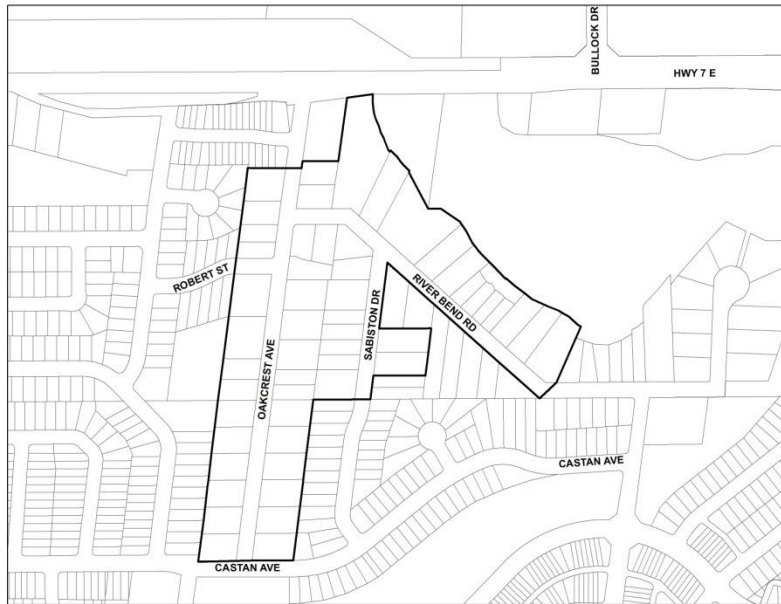 BULLOCK DR
HWY 7 E
ROBERT ST
RIVER BEND RD
SABISTON DR
OAKCREST AVE
CASTAN AVE
CASTAN AVE